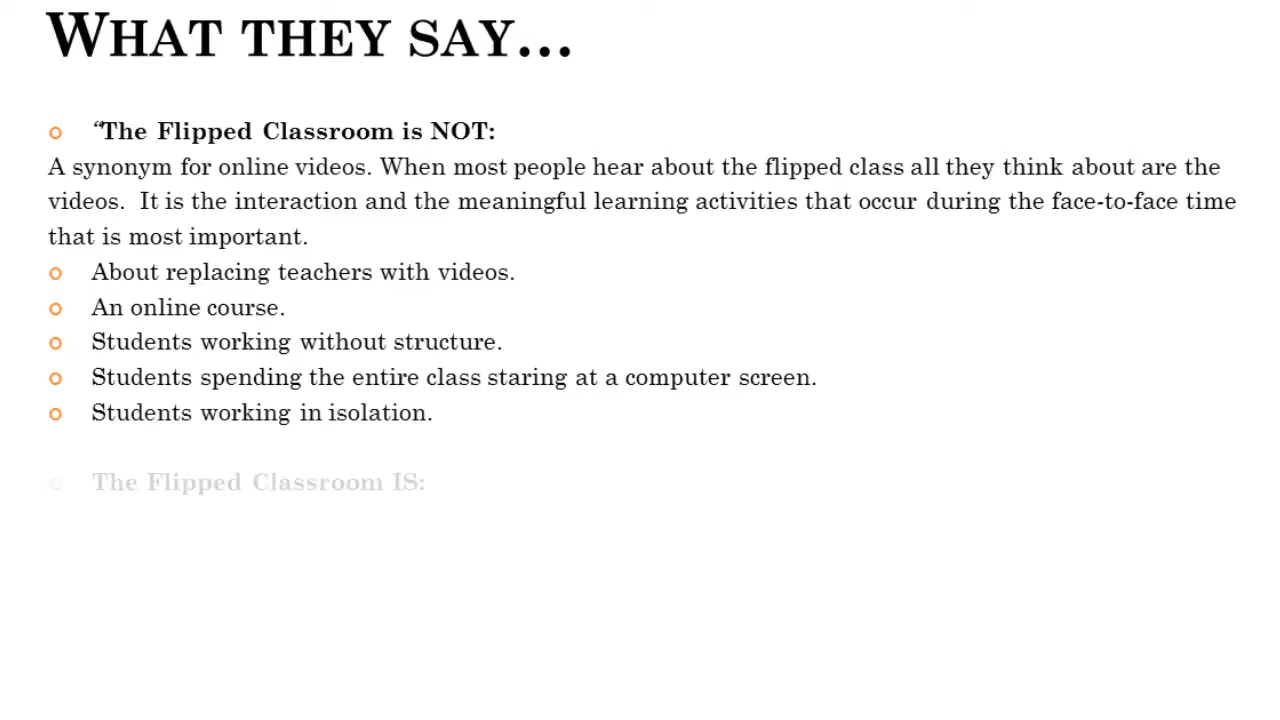 WHAT THEY SAY...
“The Flipped Classroom is NOT:
A synonym for online videos. When most people hear about the flipped class all they think about are the
videos.  It is the interaction and the meaningful learning activities that occur during the face-to-face time
that is most important.
About replacing teachers with videos.
An online course.
Students working without structure.
Students spending the entire class staring at a computer screen.
Students working in isolation.
The Flipped Classroom IS: